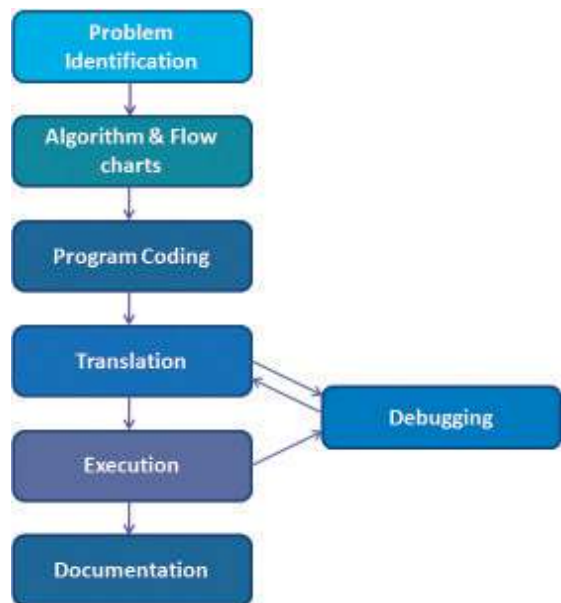 Problem
Identification
Algorithm & Flow
charts
Program Coding
Translation
Debugging
Execution
Documentation